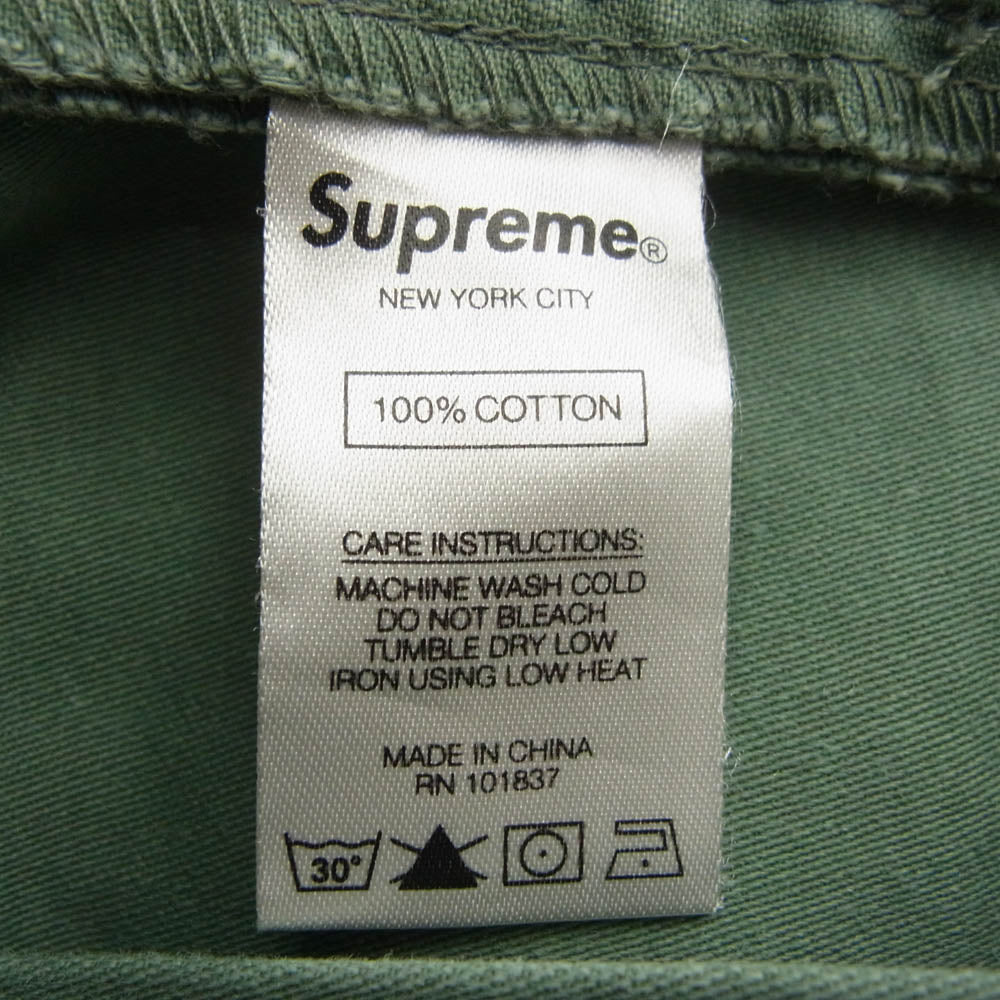 Supreme®
NEW YORK CITY
100% COTTON
CARE INSTRUCTIONS:
MACHINE WASH COLD
DO NOT BLEACH
TUMBLE DRY LOW
IRON USING LOW HEAT
MADE IN CHINA
RN 101837
30°